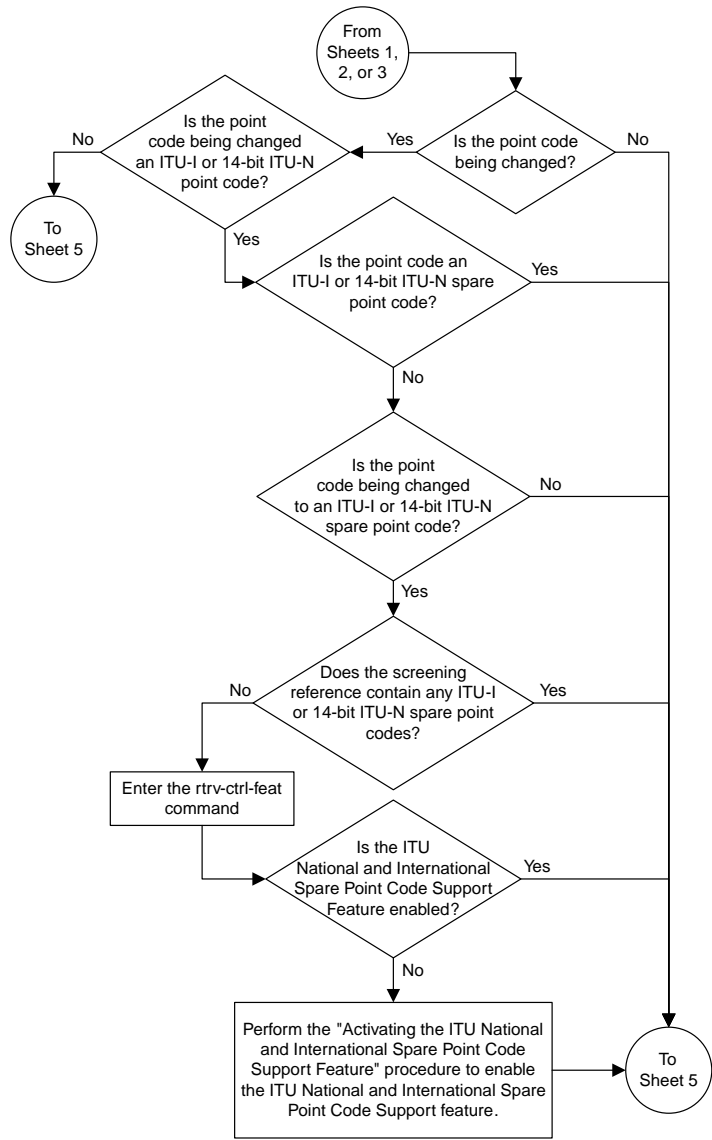 From
Sheets 1,
2, or 3
Is the point code
being changed?
Yes
No
Is the point
code being changed
an ITU-I or 14-bit ITU-N
point code?
No
To
Sheet 5
Yes
Is the point code an
ITU-I or 14-bit ITU-N spare
point code?
Yes
No
Is the point
code being changed
to an ITU-I or 14-bit ITU-N
spare point code?
No
Yes
Does the screening
reference contain any ITU-I
or 14-bit ITU-N spare point
codes?
No
Yes
Enter the rtrv-ctrl-feat
command
Is the ITU
National and International
Spare Point Code Support
Feature enabled?
Yes
No
Perform the "Activating the ITU National
and International Spare Point Code
Support Feature" procedure to enable
the ITU National and International Spare
Point Code Support feature.
To
Sheet 5